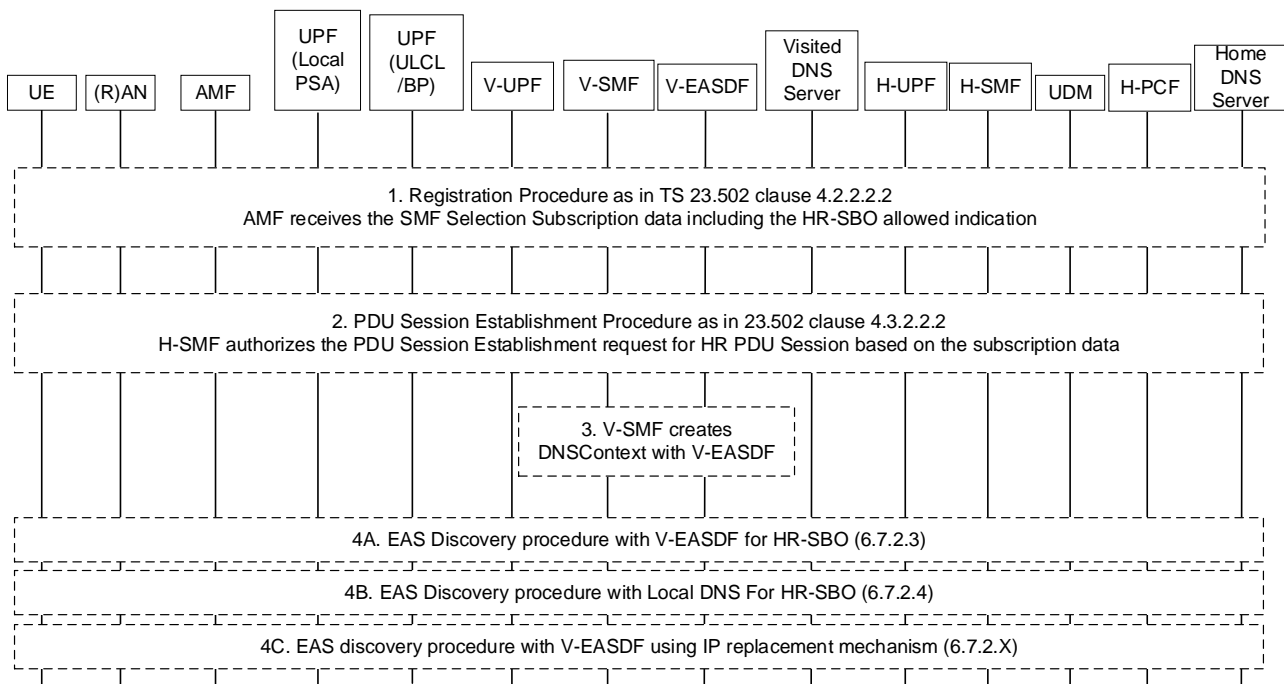 UE
(R)AN
AMF
UPF
(Local
PSA)
UPF
(ULCL
/BP)
V-UPF
V-SMF
V-EASDF
Visited
DNS
Server
H-UPF
H-SMF
UDM
H-PCF
Home
DNS
Server
1. Registration Procedure as in TS 23.502 clause 4.2.2.2.2
AMF receives the SMF Selection Subscription data including the HR-SBO allowed indication
2. PDU Session Establishment Procedure as in 23.502 clause 4.3.2.2.2
H-SMF authorizes the PDU Session Establishment request for HR PDU Session based on the subscription data
3. V-SMF creates
DNSContext with V-EASDF
4A. EAS Discovery procedure with V-EASDF for HR-SBO (6.7.2.3)
4B. EAS Discovery procedure with Local DNS For HR-SBO (6.7.2.4)
4C. EAS discovery procedure with V-EASDF using IP replacement mechanism (6.7.2.X)